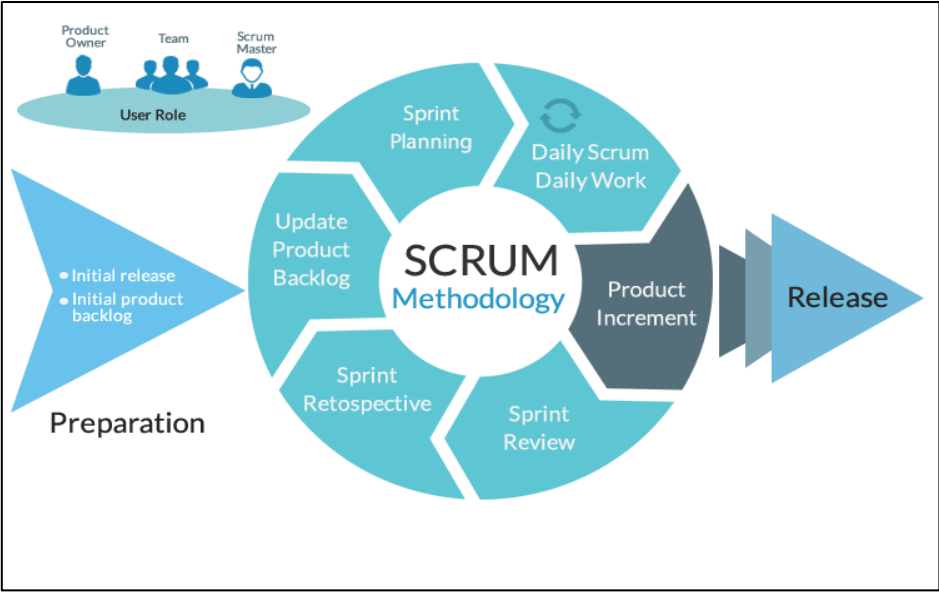 Product
Owner
Team
Scrum
Master
User Role
Sprint
Planning
Daily Scrum
Daily Work
Update
Product
Backlog
SCRUM
Methodology
Product
Increment
Release
Initial release
Initial product
backlog
Sprint
Retospective
Sprint
Review
Preparation